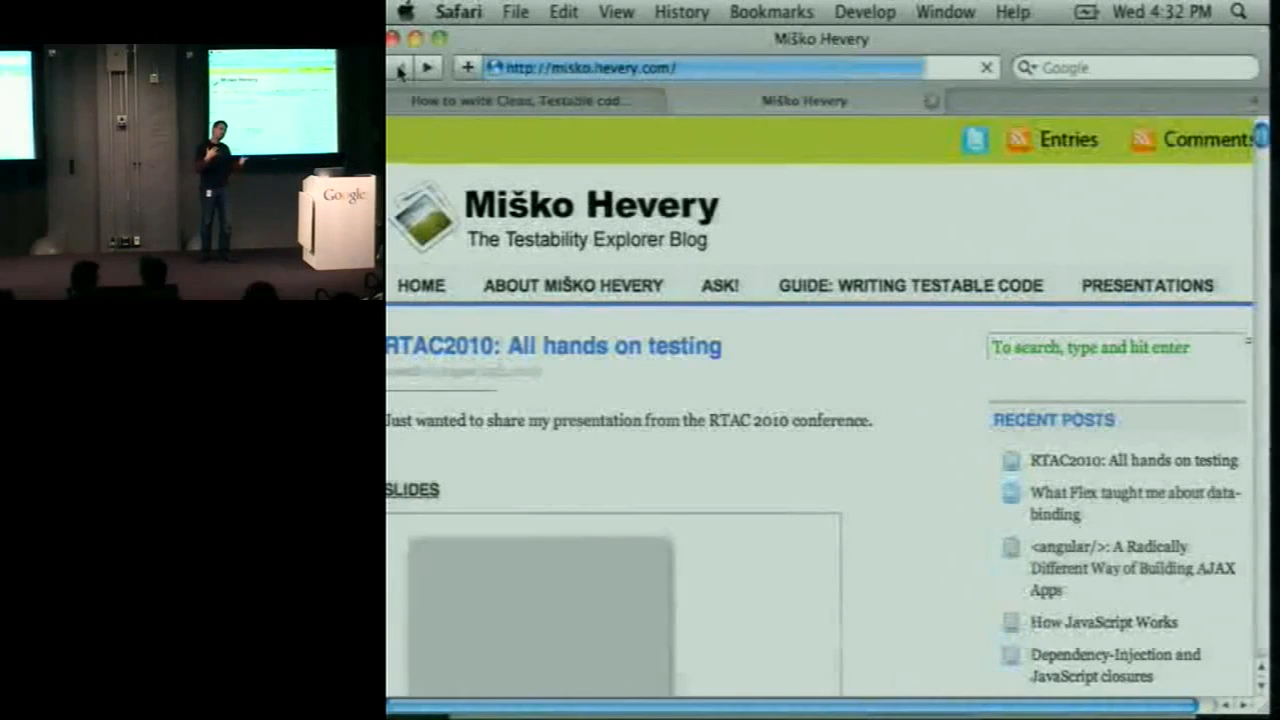 Google
Safari File Edit View History Bookmarks Develop Window Help Wed 4:32 PM
Miško Hevery
http://misko.hevery.com/
Google
How to write Clean, Testable cod...
Miško Hevery
Entries
Comments
Miško Hevery
The Testability Explorer Blog
HOME ABOUT MIŠKO HEVERY ASK! GUIDE: WRITING TESTABLE CODE PRESENTATIONS
RTAC2010: All hands on testing
Just wanted to share my presentation from the RTAC 2010 conference.
SLIDES
To search, type and hit enter
RECENT POSTS
RTAC2010: All hands on testing
What Flex taught me about data-
binding
<angular/>: A Radically
Different Way of Building AJAX
Apps
How JavaScript Works
Dependency-Injection and
JavaScript closures